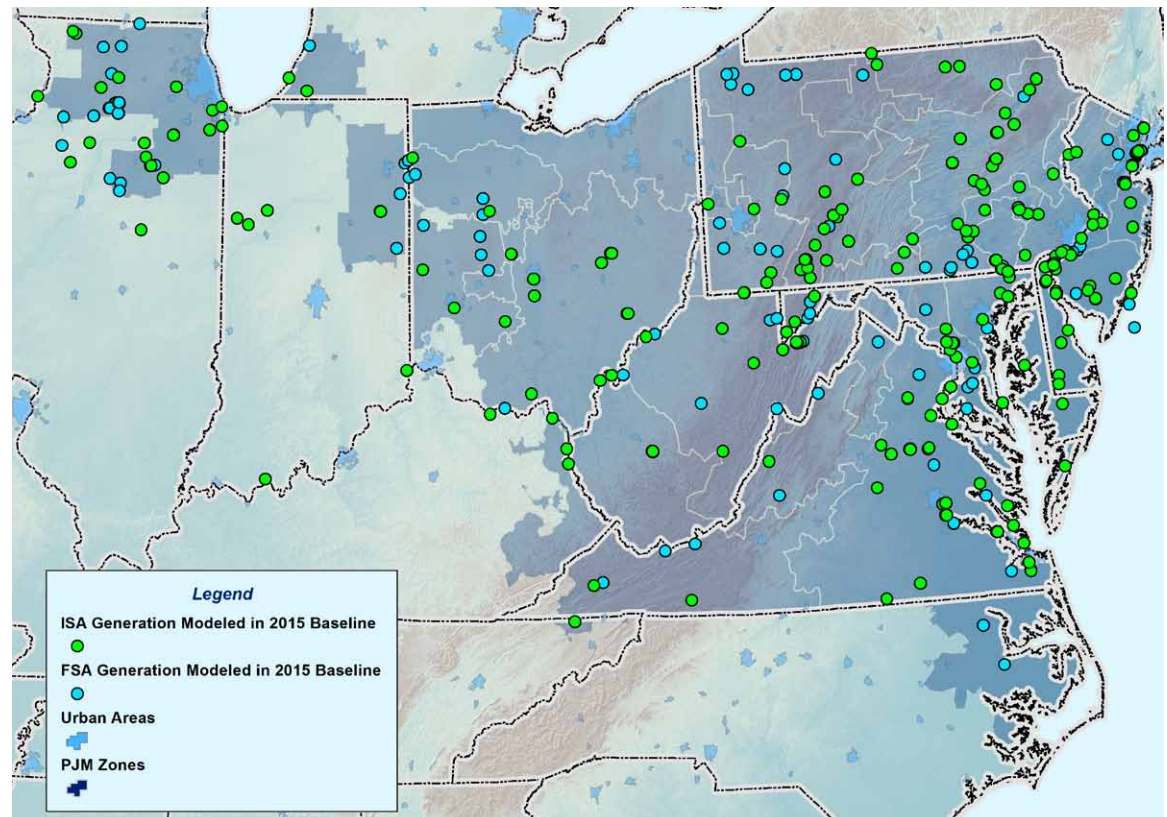 Legend
ISA Generation Modeled in 2015 Baseline
FSA Generation Modeled in 2015 Baseline
Urban Areas
PJM Zones